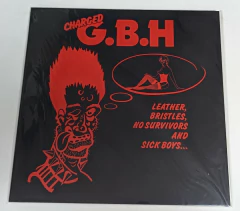 CHARGED
G.B.H
LEATHER,
BRISTLES,
NO SURVIVORS
AND
SICK BOYS...